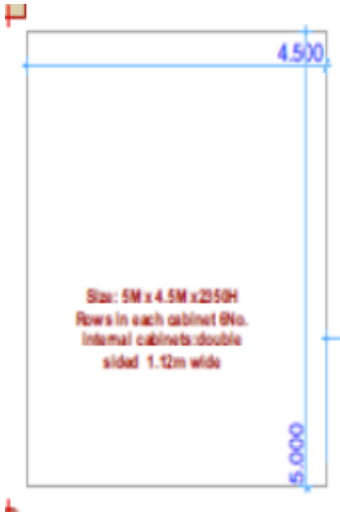 4.500
Size: 5M x 4.5M x2350H
Rows in each cabinet 6No.
Internal cabinets:double
sided 1.12m wide
5.000